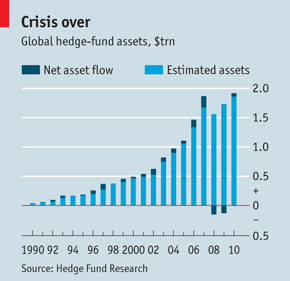 Crisis over
Global hedge-fund assets, $trn
Net asset flow
Estimated assets
2.0
1.5
1.0
0.5
+
0
–
0.5
1990 92 94 96 98 2000 02 04 06 08 10
Source: Hedge Fund Research